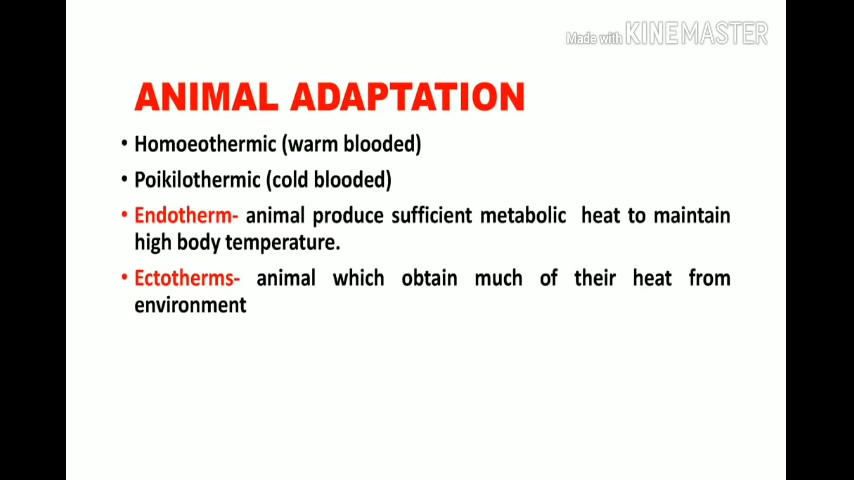 Made with KINEMASTER
ANIMAL ADAPTATION
• Homoeothermic (warm blooded)
• Poikilothermic (cold blooded)
• Endotherm- animal produce sufficient metabolic heat to maintain
high body temperature.
• Ectotherms- animal which obtain much of their heat from
environment